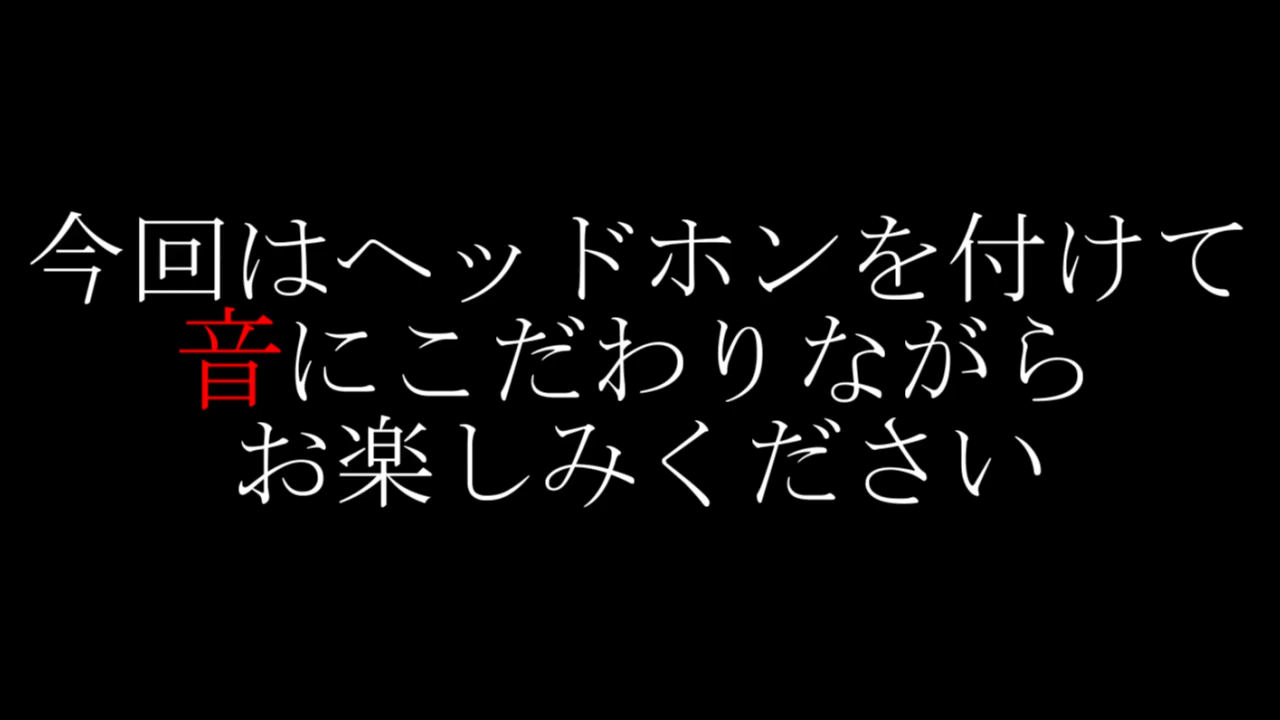 今回はヘッドホンを付けて
音にこだわりながら
お楽しみください